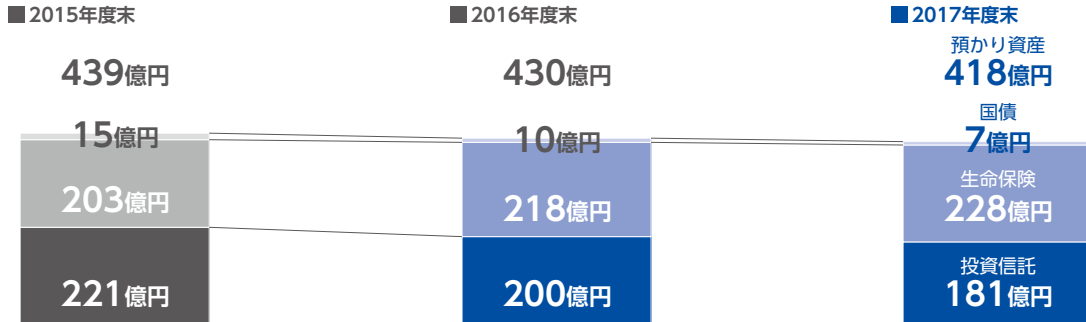 ■2015年度末
439億円
15億円
203億円
221億円
■2016年度末
430億円
10億円
218億円
200億円
■2017年度末
預かり資産
418億円
国債
7億円
生命保険
228億円
投資信託
181億円